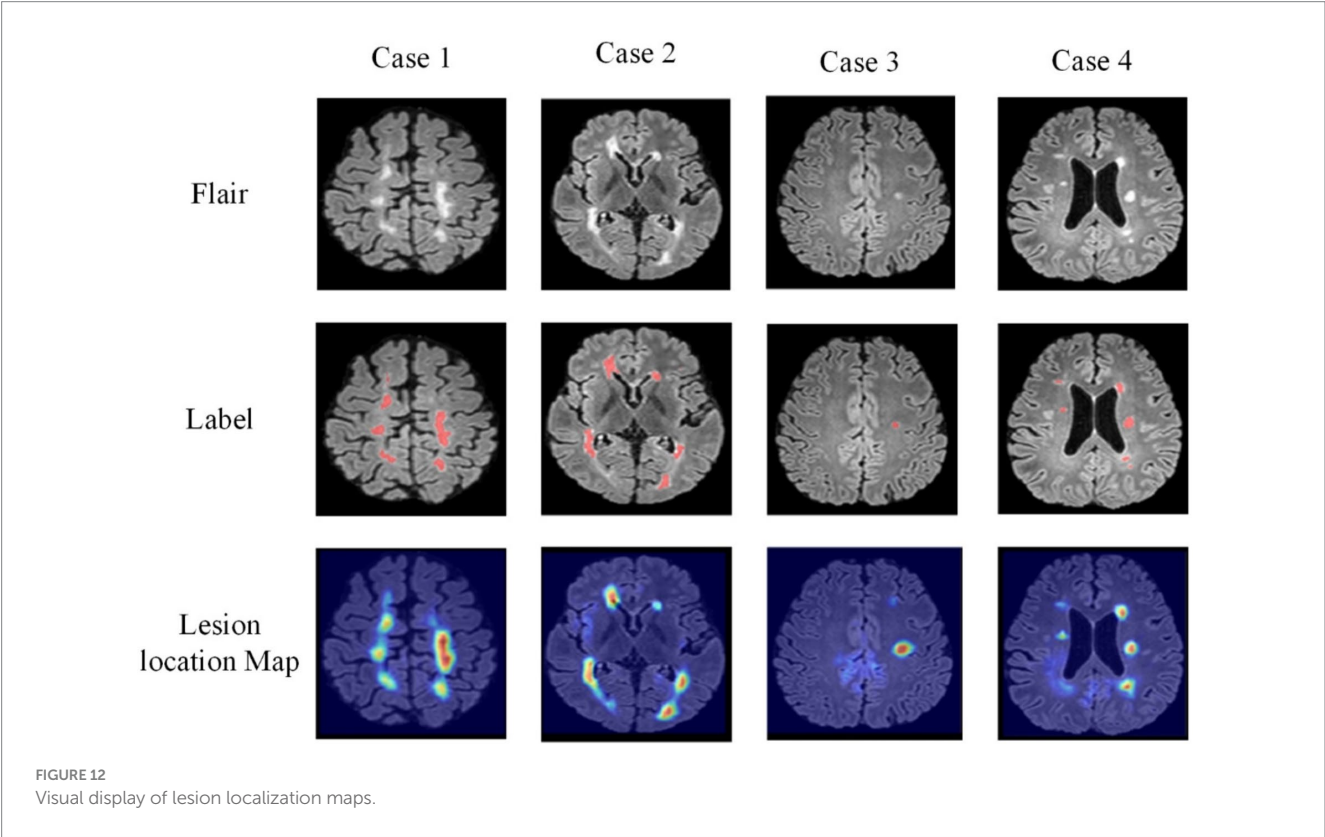 Case 1
Case 2
Case 3
Case 4
Flair
Label
Lesion
location Map
FIGURE 12
Visual display of lesion localization maps.